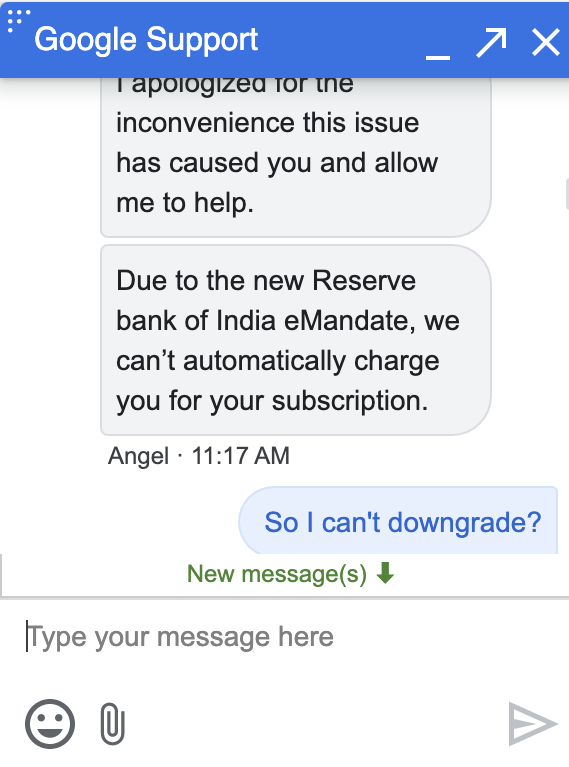 Google Support
I apologized for the
inconvenience this issue
has caused you and allow
me to help.
Due to the new Reserve
bank of India eMandate, we
can’t automatically charge
you for your subscription.
Angel · 11:17 AM
So I can't downgrade?
New message(s)
Type your message here